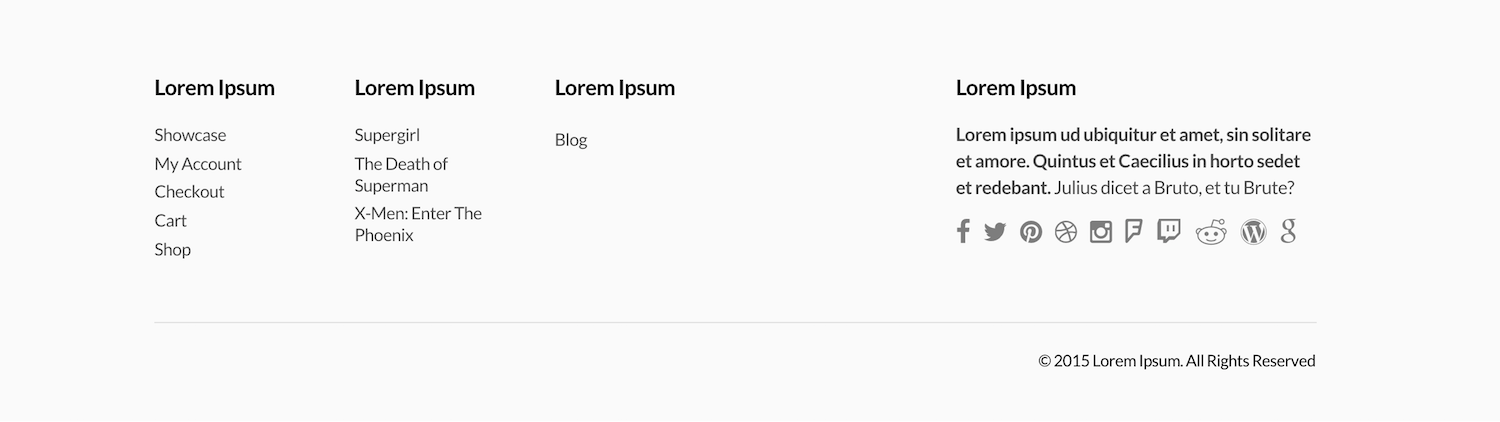 Lorem Ipsum
Showcase
My Account
Checkout
Cart
Shop
Lorem Ipsum
Supergirl
The Death of
Superman
X-Men: Enter The
Phoenix
Lorem Ipsum
Blog
Lorem Ipsum
Lorem ipsum ud ubiquitur et amet, sin solitare
et amore. Quintus et Caecilius in horto sedet
et redebant. Julius dicet a Bruto, et tu Brute?
© 2015 Lorem Ipsum. All Rights Reserved